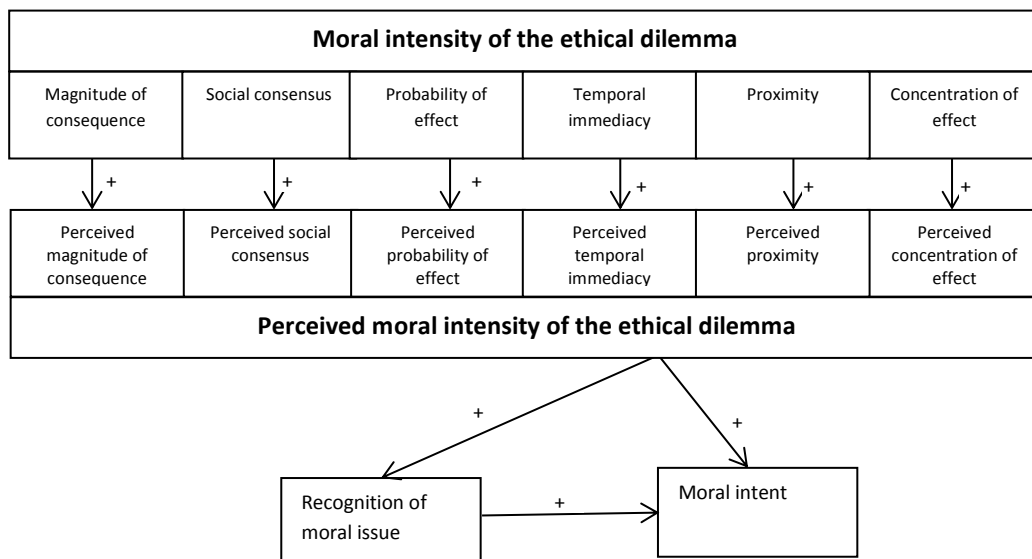 Moral intensity of the ethical dilemma
Magnitude of
consequence
Social consensus
Probability of
effect
Temporal
immediacy
Proximity
Concentration of
effect
+
+
+
+
+
+
Perceived
magnitude of
consequence
Perceived social
consensus
Perceived
probability of
effect
Perceived
temporal
immediacy
Perceived
proximity
Perceived
concentration of
effect
Perceived moral intensity of the ethical dilemma
+
+
Recognition of
moral issue
+
Moral intent